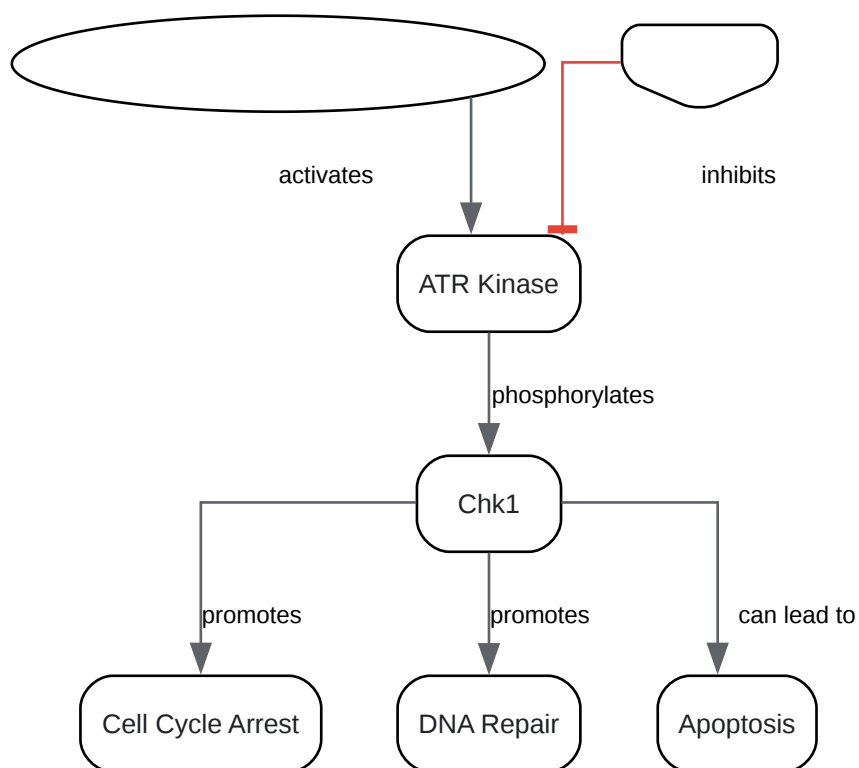 activates
inhibits
ATR Kinase
phosphorylates
Chk1
promotes
promotes
can lead to
Cell Cycle Arrest
DNA Repair
Apoptosis